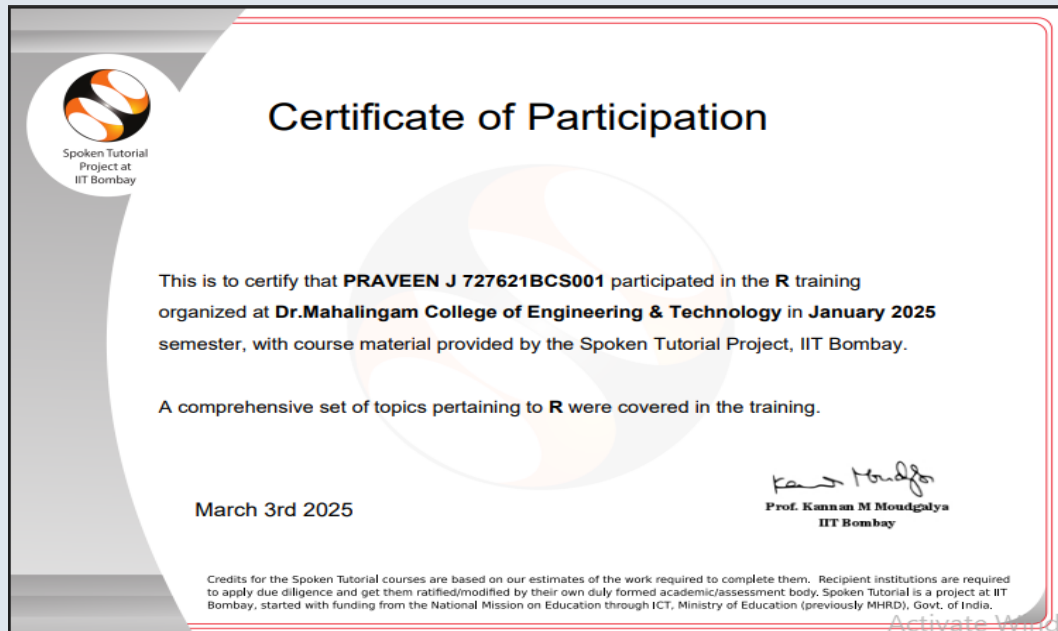 Spoken Tutorial
Project at
IIT Bombay
Certificate of Participation
This is to certify that PRAVEEN J 727621BCS001 participated in the R training
organized at Dr.Mahalingam College of Engineering & Technology in January 2025
semester, with course material provided by the Spoken Tutorial Project, IIT Bombay.
A comprehensive set of topics pertaining to R were covered in the training.
March 3rd 2025
Prof. Kannan M Moudgalya
IIT Bombay
Credits for the Spoken Tutorial courses are based on our estimates of the work required to complete them. Recipient institutions are required
to apply due diligence and get them ratified/modified by their own duly formed academic/assessment body. Spoken Tutorial is a project at IIT
Bombay, started with funding from the National Mission on Education through ICT, Ministry of Education (previously MHRD), Govt. of India.
Activate Wind